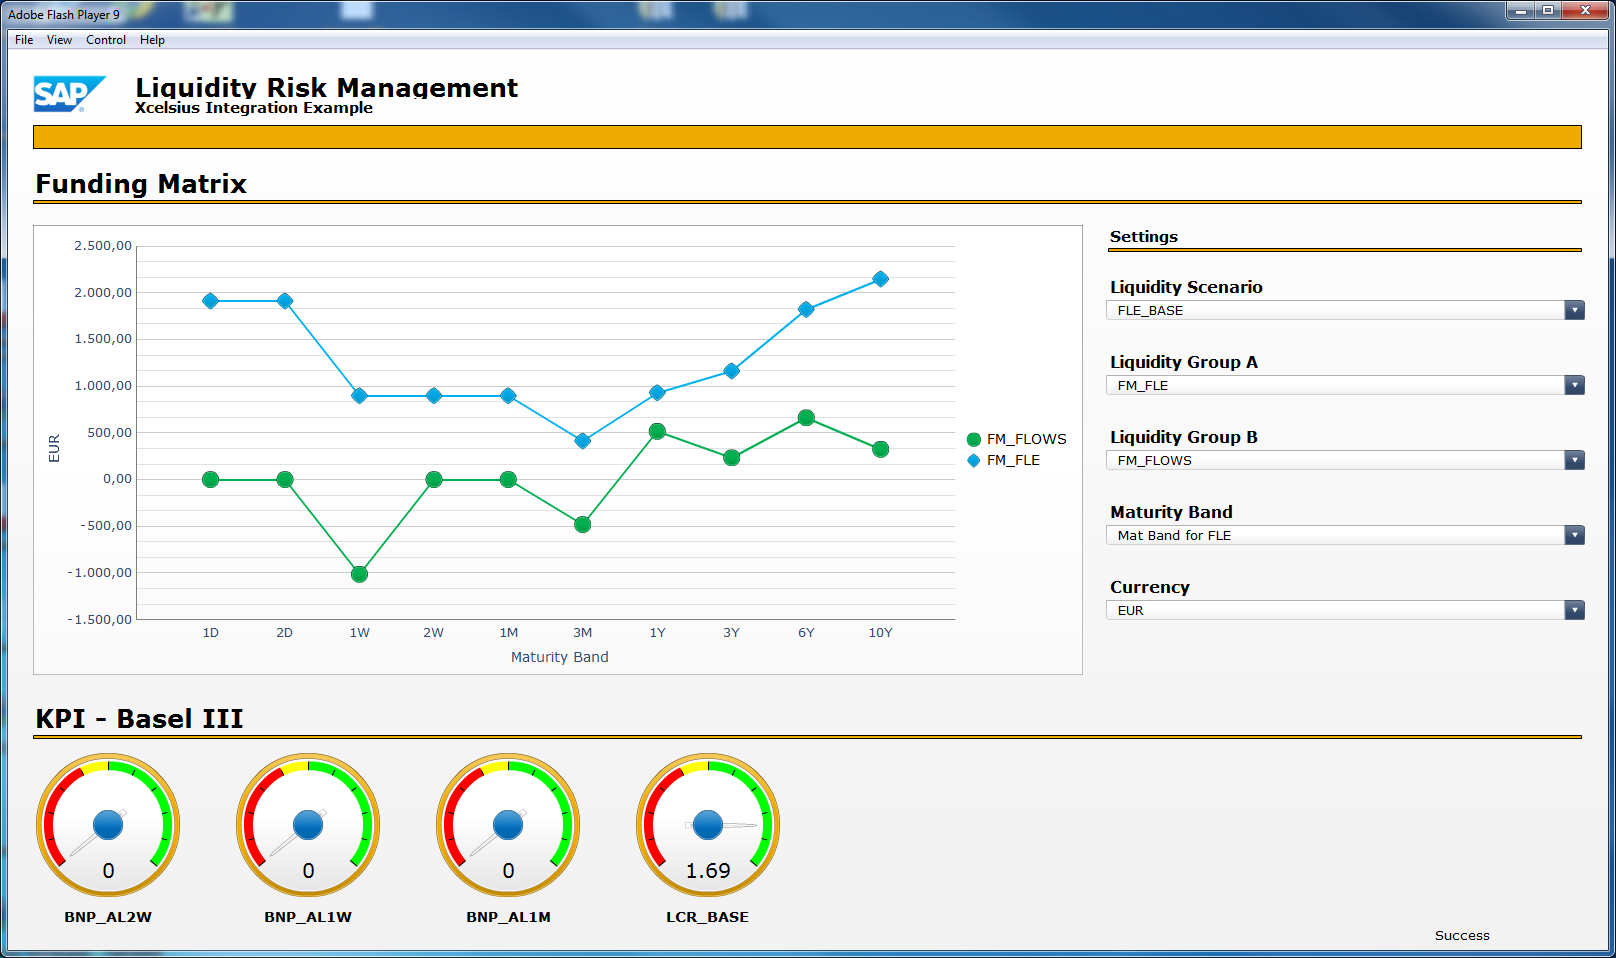 Adobe Flash Player 9
File View Control Help
SAP
Liquidity Risk Management
Xcelsius Integration Example
Funding Matrix
2.500,00
2.000,00
1.500,00
1.000,00
500,00
0,00
-500,00
-1.000,00
-1.500,00
EUR
1D 2D 1W 2W 1M 3M 1Y 3Y 6Y 10Y
Maturity Band
FM_FLOWS
FM_FLE
Settings
Liquidity Scenario
FLE_BASE
Liquidity Group A
FM_FLE
Liquidity Group B
FM_FLOWS
Maturity Band
Mat Band for FLE
Currency
EUR
KPI - Basel III
0 0 0 1.69
BNP_AL2W BNP_AL1W BNP_AL1M LCR_BASE
Success